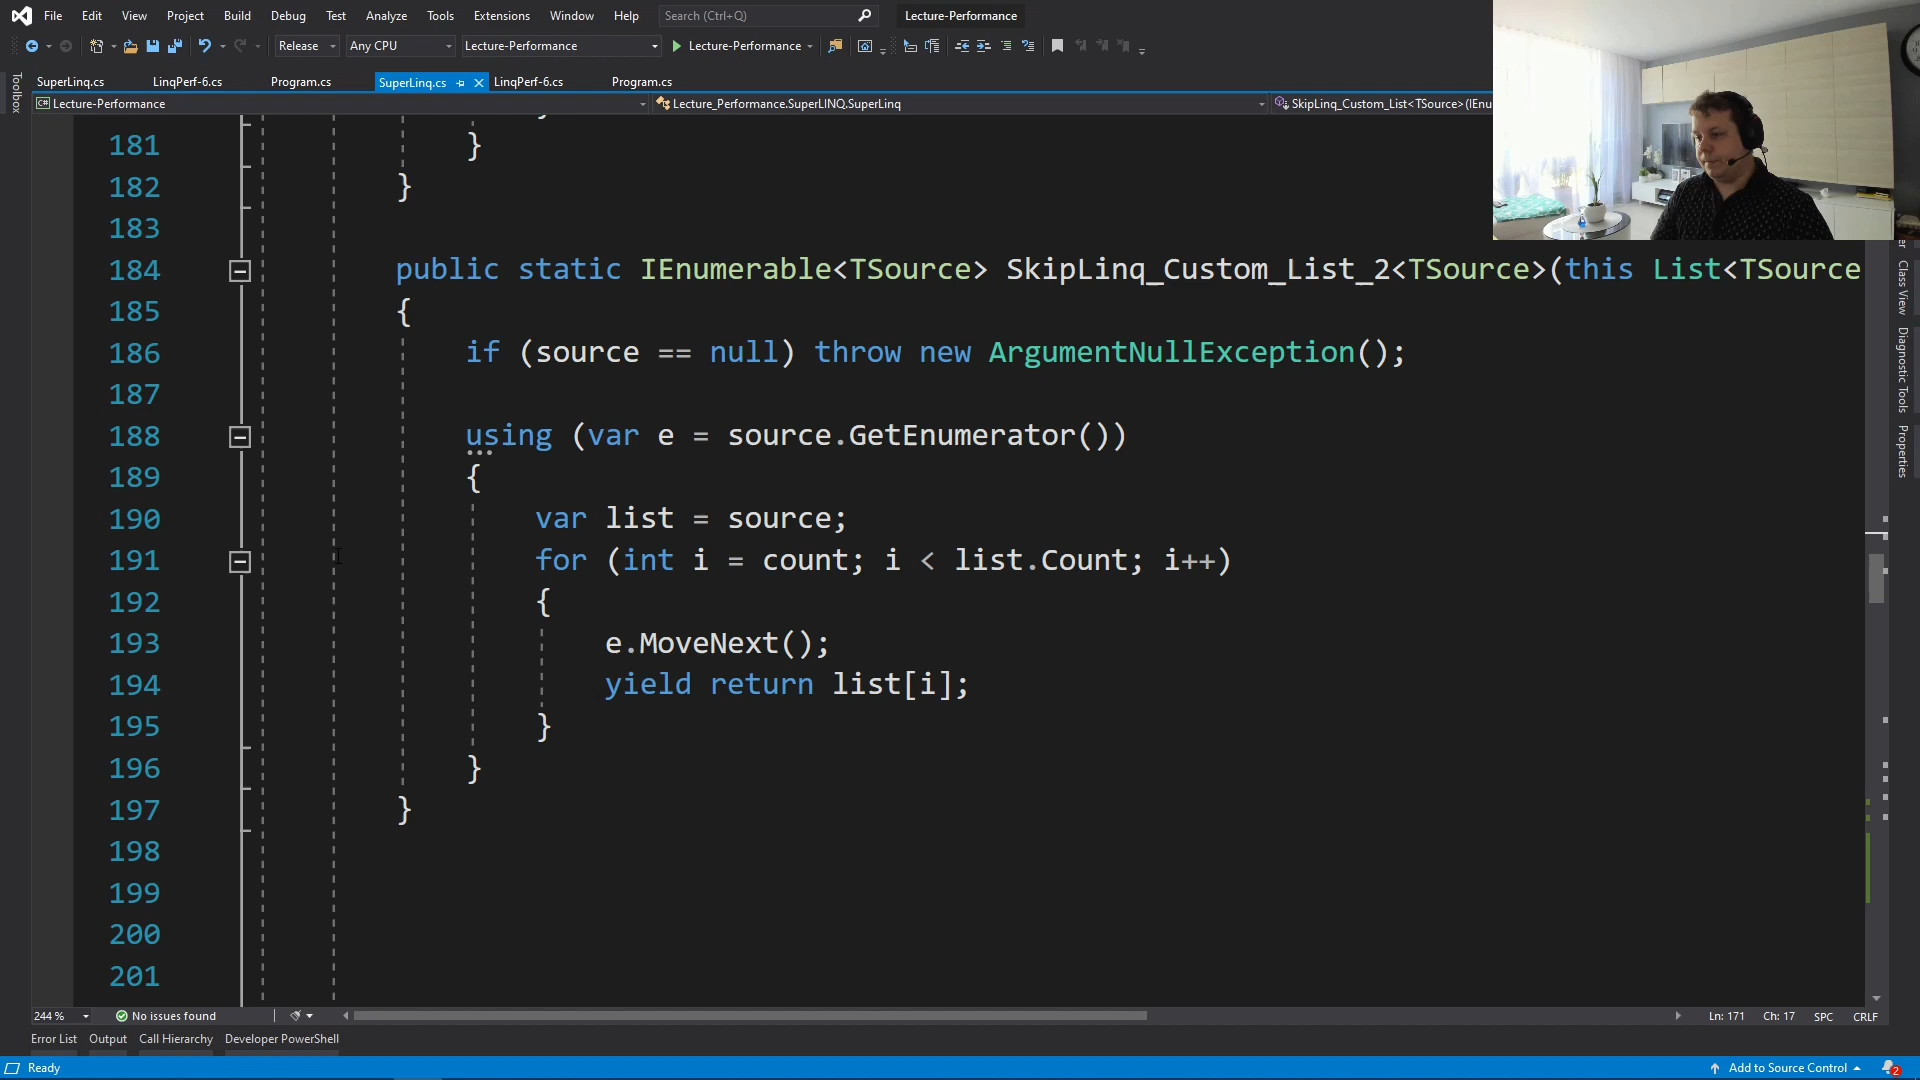 File Edit View Project Build Debug Test Analyze Tools Extensions Window Help Search (Ctrl+Q) Lecture-Performance
Release Any CPU Lecture-Performance Lecture-Performance
SuperLinq.cs LinqPerf-6.cs Program.cs SuperLinq.cs LinqPerf-6.cs Program.cs
Toolbox
C# Lecture-Performance Lecture_Performance.SuperLINQ.SuperLinq SkipLinq_Custom_List<TSource>(IEnu
181 }
182 }
183
184 public static IEnumerable<TSource> SkipLinq_Custom_List_2<TSource>(this List<TSource
185 {
186 if (source == null) throw new ArgumentNullException();
187
188 using (var e = source.GetEnumerator())
189 {
190 var list = source;
191 for (int i = count; i < list.Count; i++)
192 {
193 e.MoveNext();
194 yield return list[i];
195 }
196 }
197 }
198
199
200
201
Class View
Diagnostic Tools
Properties
244 % No issues found Ln: 171 Ch: 17 SPC CRLF
Error List Output Call Hierarchy Developer PowerShell
Ready Add to Source Control 2